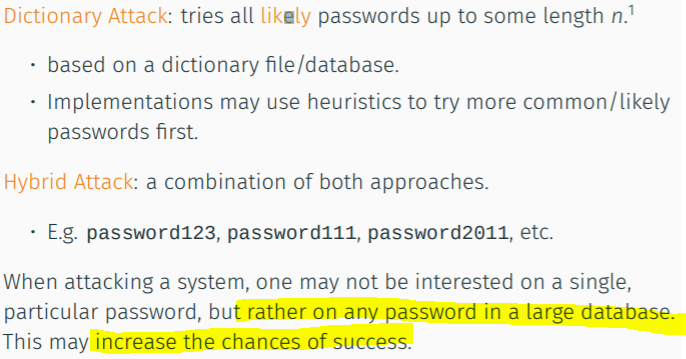 Dictionary Attack: tries all likely passwords up to some length n.¹
• based on a dictionary file/database.
• Implementations may use heuristics to try more common/likely
passwords first.
Hybrid Attack: a combination of both approaches.
• E.g. password123, password111, password2011, etc.
When attacking a system, one may not be interested on a single,
particular password, but rather on any password in a large database.
This may increase the chances of success.